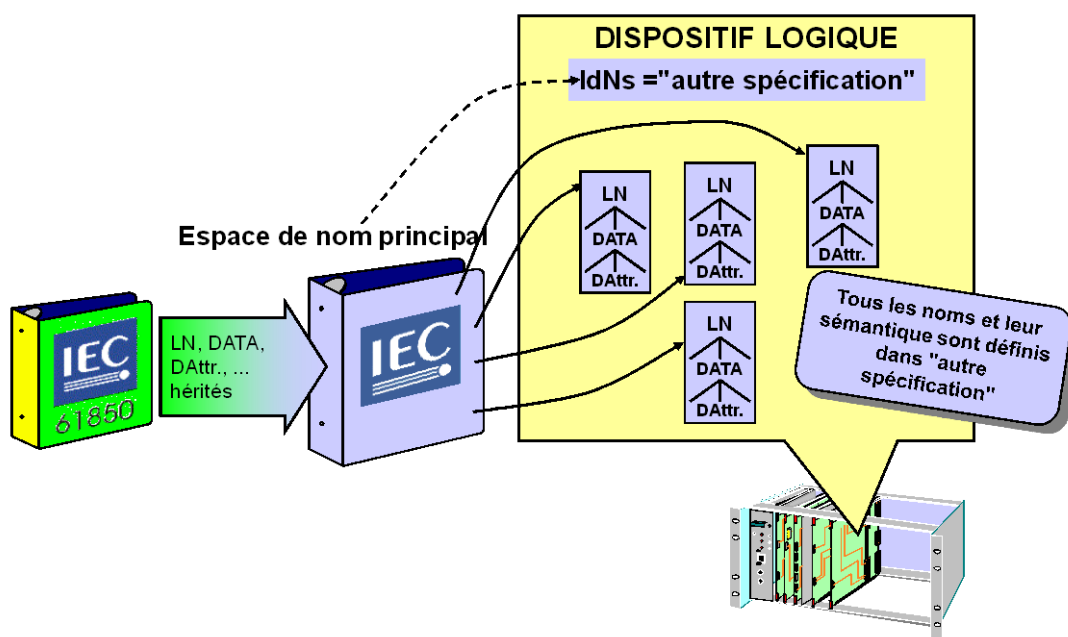 DISPOSITIF LOGIQUE
IdNs ="autre spécification"
LN
DATA
DAttr.
LN
DATA
DAttr.
LN
DATA
DAttr.
LN
DATA
DAttr.
Espace de nom principal
IEC
61850
LN, DATA,
DAttr., ...
hérités
IEC
Tous les noms et leur
sémantique sont définis
dans "autre
spécification"